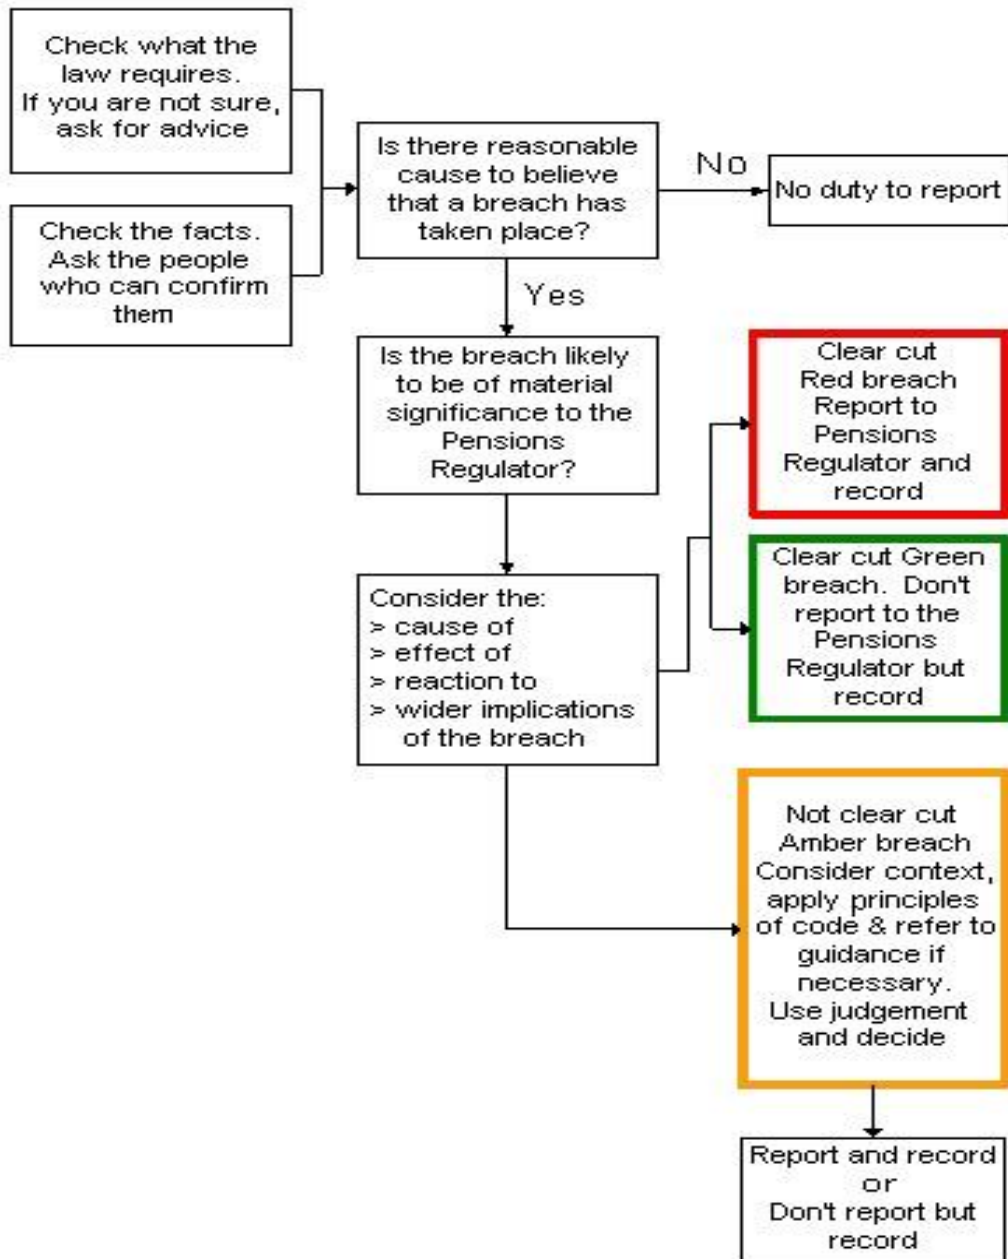 Check what the
law requires.
If you are not sure,
ask for advice
Check the facts.
Ask the people
who can confirm
them
Is there reasonable
cause to believe
that a breach has
taken place?
No
No duty to report
Yes
Is the breach likely
to be of material
significance to the
Pensions
Regulator?
Consider the:
> cause of
> effect of
> reaction to
> wider implications
of the breach
Clear cut
Red breach
Report to
Pensions
Regulator and
record
Clear cut Green
breach. Don't
report to the
Pensions
Regulator but
record
Not clear cut
Amber breach
Consider context,
apply principles
of code & refer to
guidance if
necessary.
Use judgement
and decide
Report and record
or
Don't report but
record